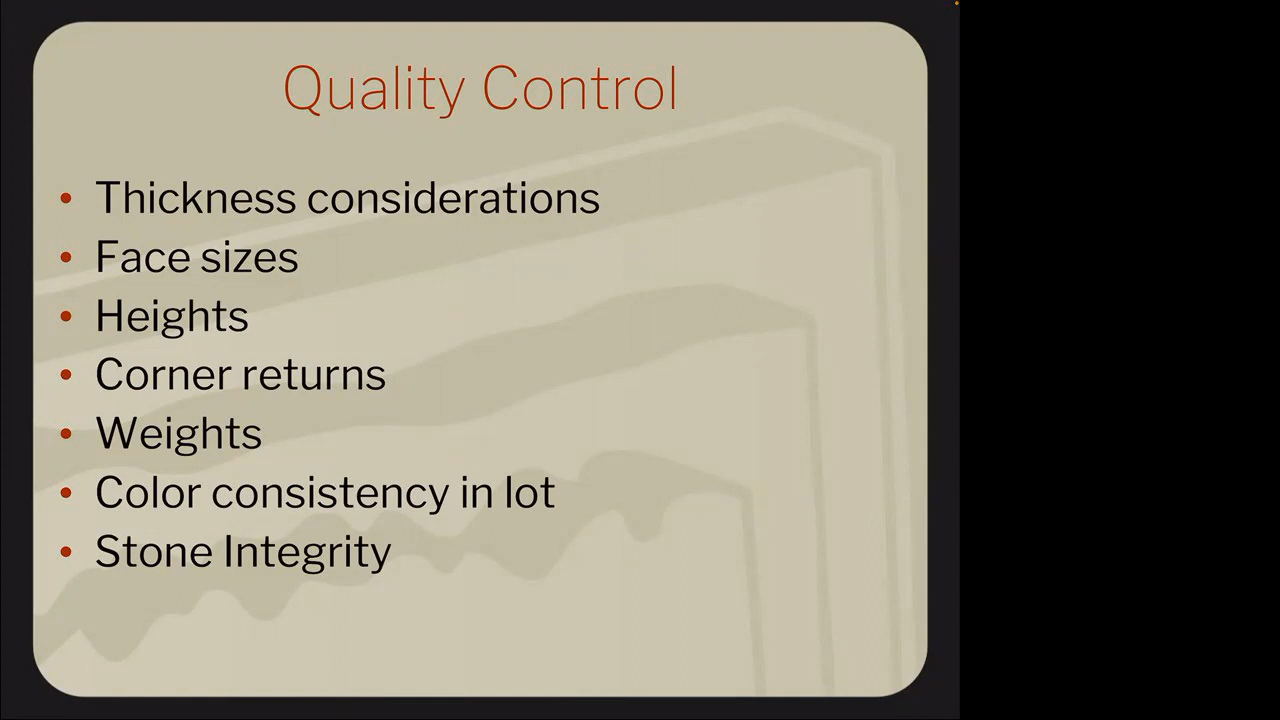 Quality Control
• Thickness considerations
• Face sizes
• Heights
• Corner returns
• Weights
• Color consistency in lot
• Stone Integrity